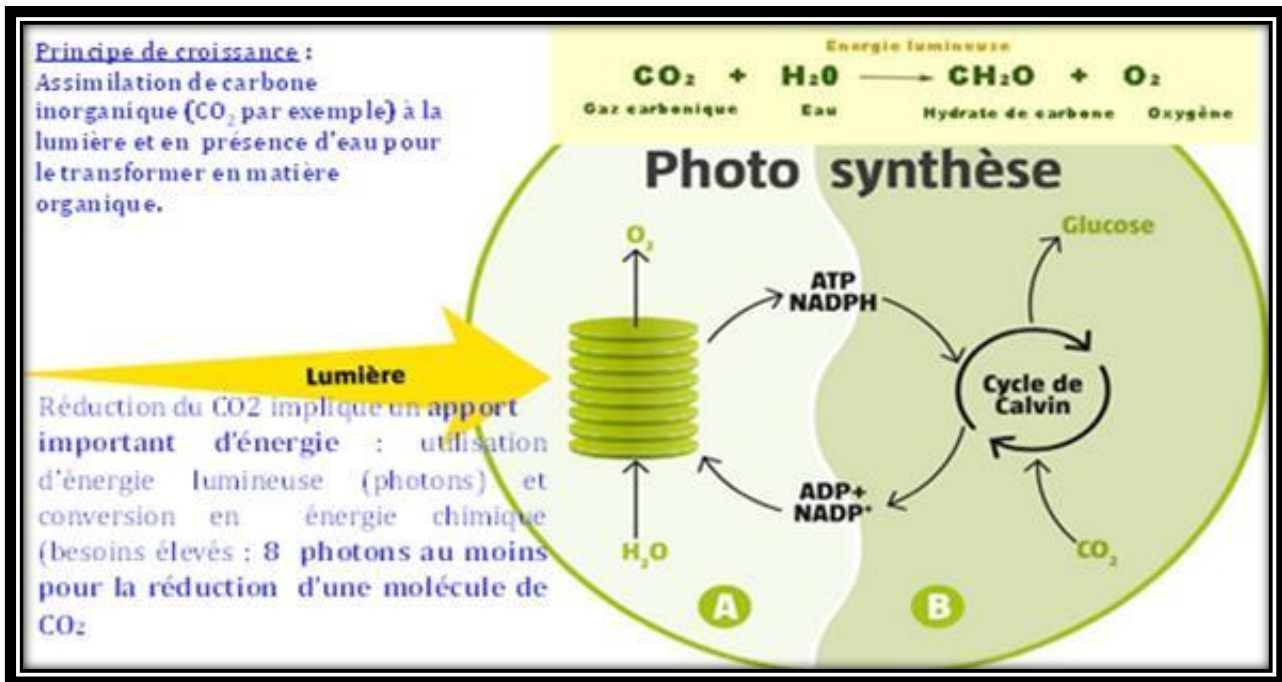 Principe de croissance :
Assimilation de carbone
inorganique (CO₂ par exemple) à la
lumière et en présence d'eau pour
le transformer en matière
organique.
Energie lumineuse
CO₂ + H₂0 → CH₂O + O₂
Gaz carbonique Eau Hydrate de carbone Oxygène
Photo synthèse
O₂
Glucose
ATP
NADPH
Lumière
Cycle de
Calvin
Réduction du CO2 implique un apport
important d'énergie : utilisation
d'énergie lumineuse (photons) et
conversion en énergie chimique
(besoins élevés : 8 photons au moins
pour la réduction d'une molécule de
CO₂
ADP+
NADP⁺
H₂O
CO₂
A
B